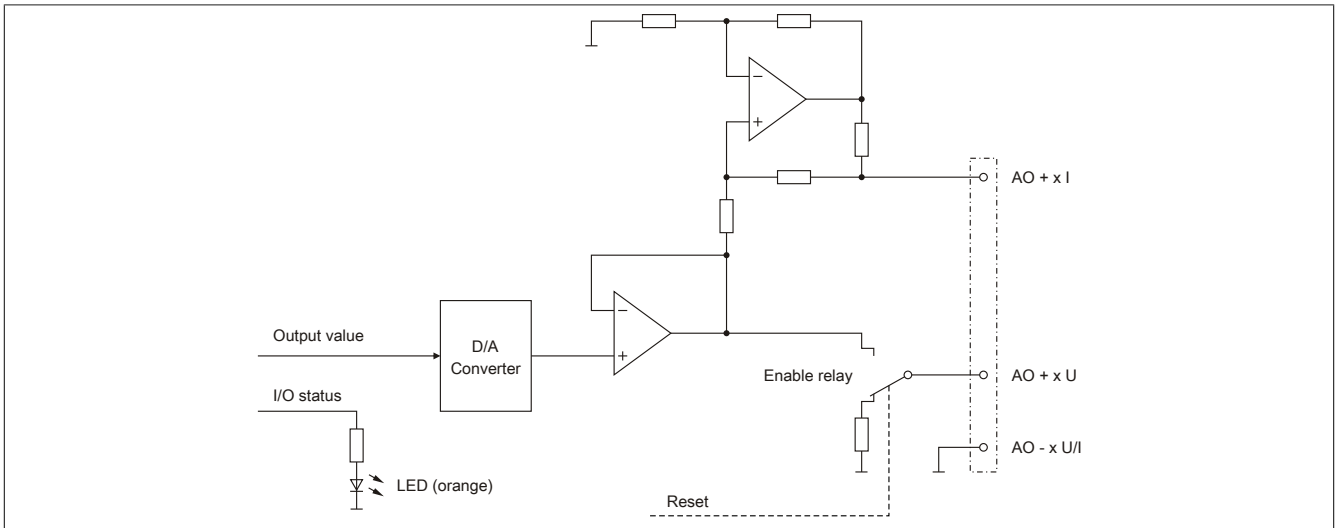 −
+
AO + x I
−
+
Output value
D/A
Converter
Enable relay
AO + x U
I/O status
AO - x U/I
LED (orange)
Reset